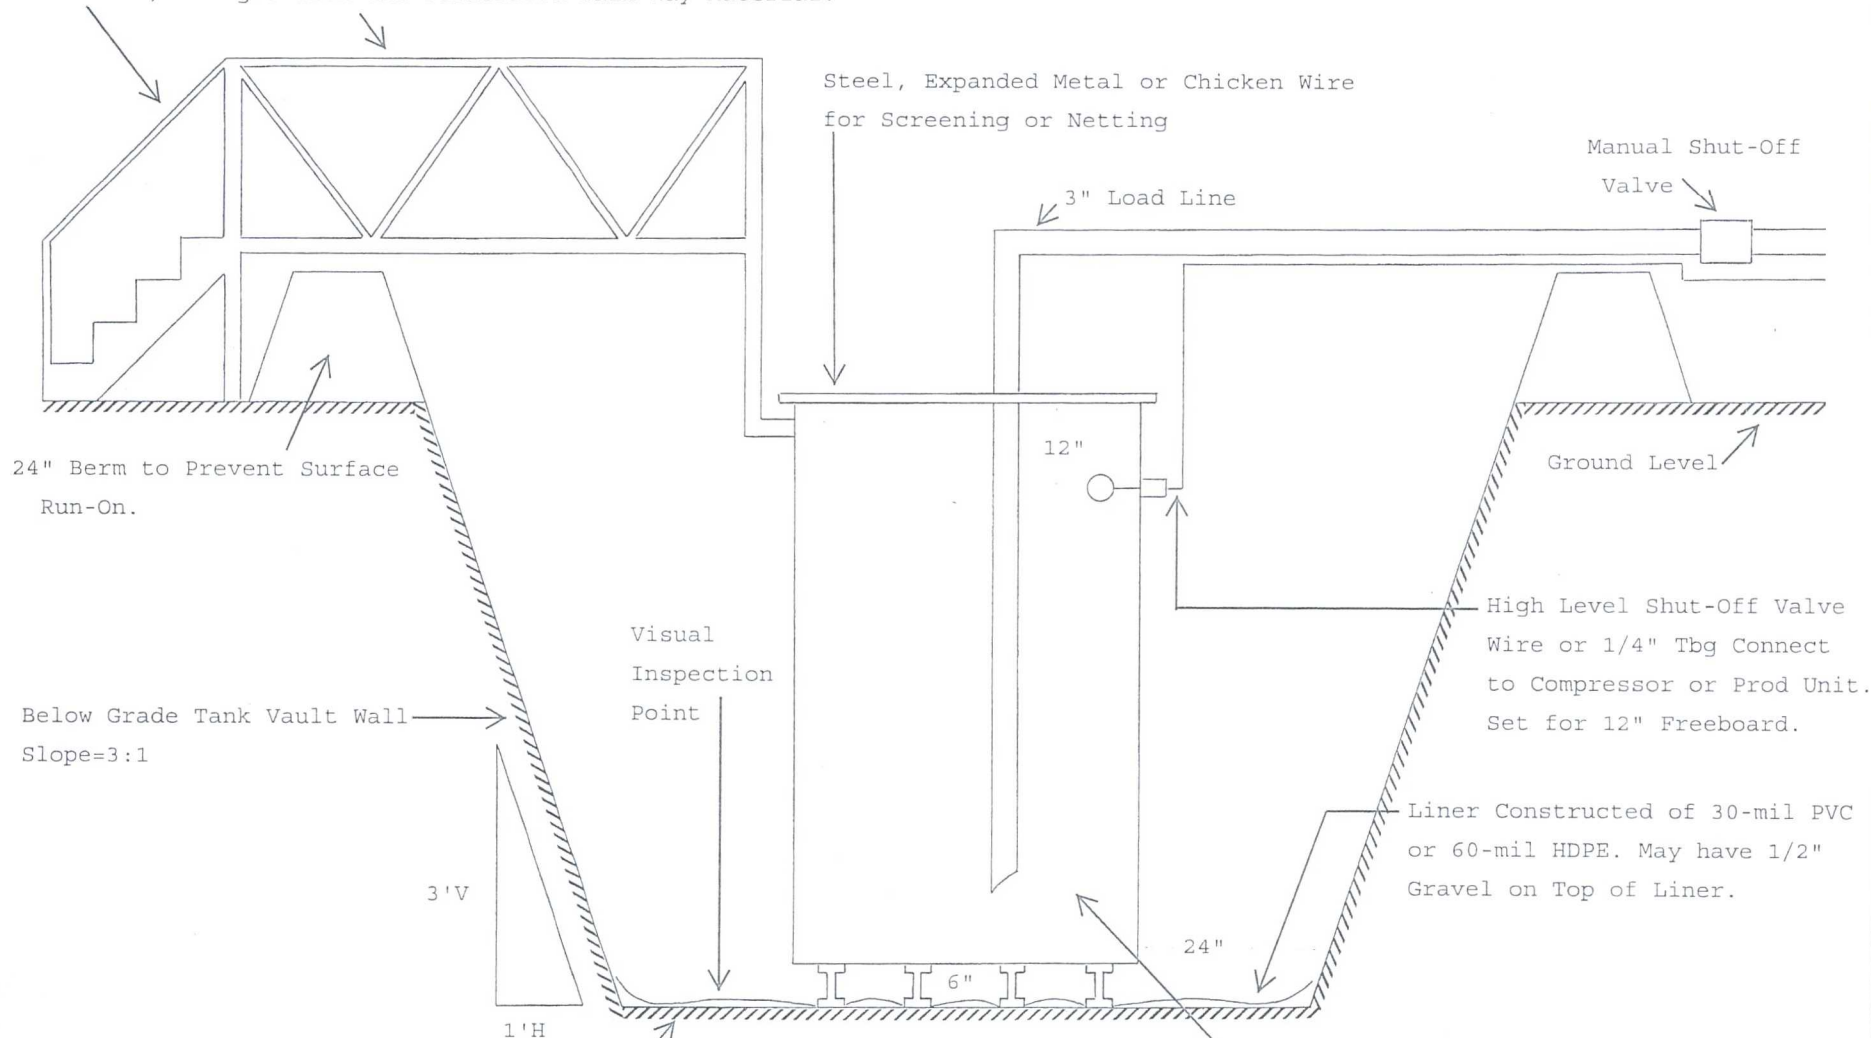 Steel, Expanded Metal or Chicken Wire
for Screening or Netting
Manual Shut-Off
Valve
3" Load Line
12"
24" Berm to Prevent Surface
Run-On.
Ground Level
High Level Shut-Off Valve
Wire or 1/4" Tbg Connect
to Compressor or Prod Unit.
Set for 12" Freeboard.
Visual
Inspection
Point
Below Grade Tank Vault Wall
Slope=3:1
Liner Constructed of 30-mil PVC
or 60-mil HDPE. May have 1/2"
Gravel on Top of Liner.
3'V
24"
6"
1'H